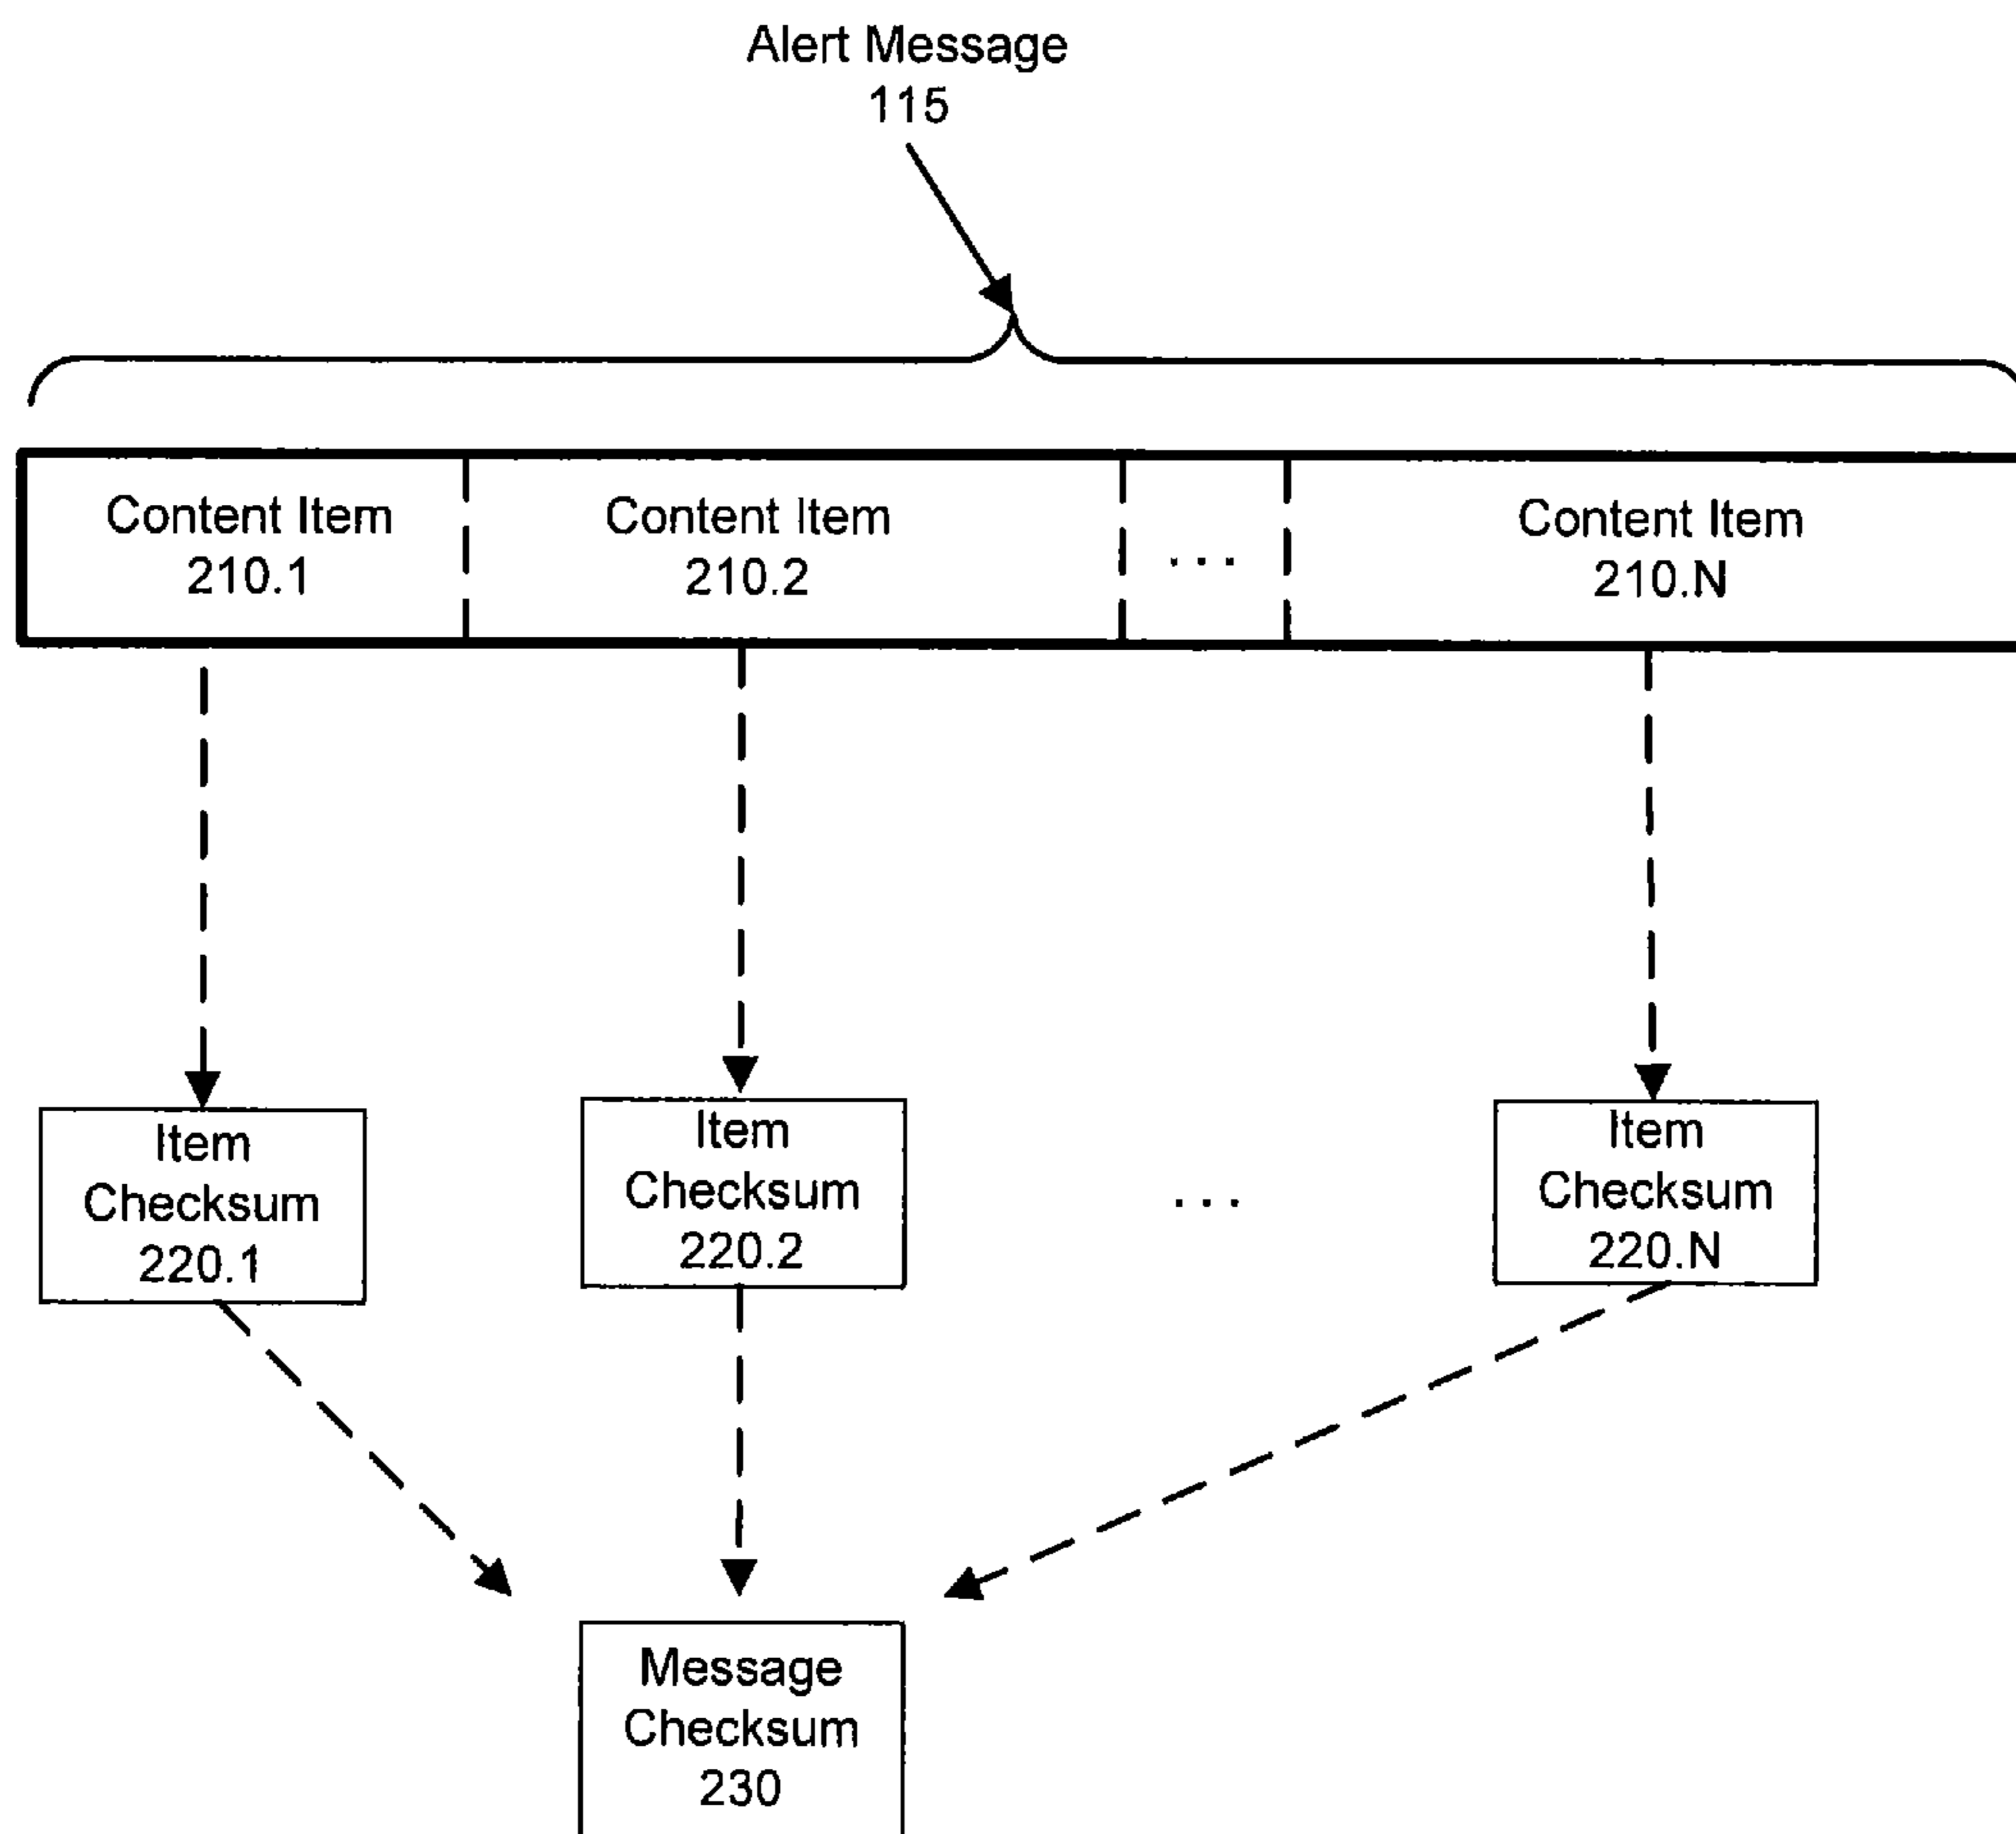 Alert Message
115
Content Item
210.1
Content Item
210.2
...
Content Item
210.N
Item
Checksum
220.1
Item
Checksum
220.2
...
Item
Checksum
220.N
Message
Checksum
230